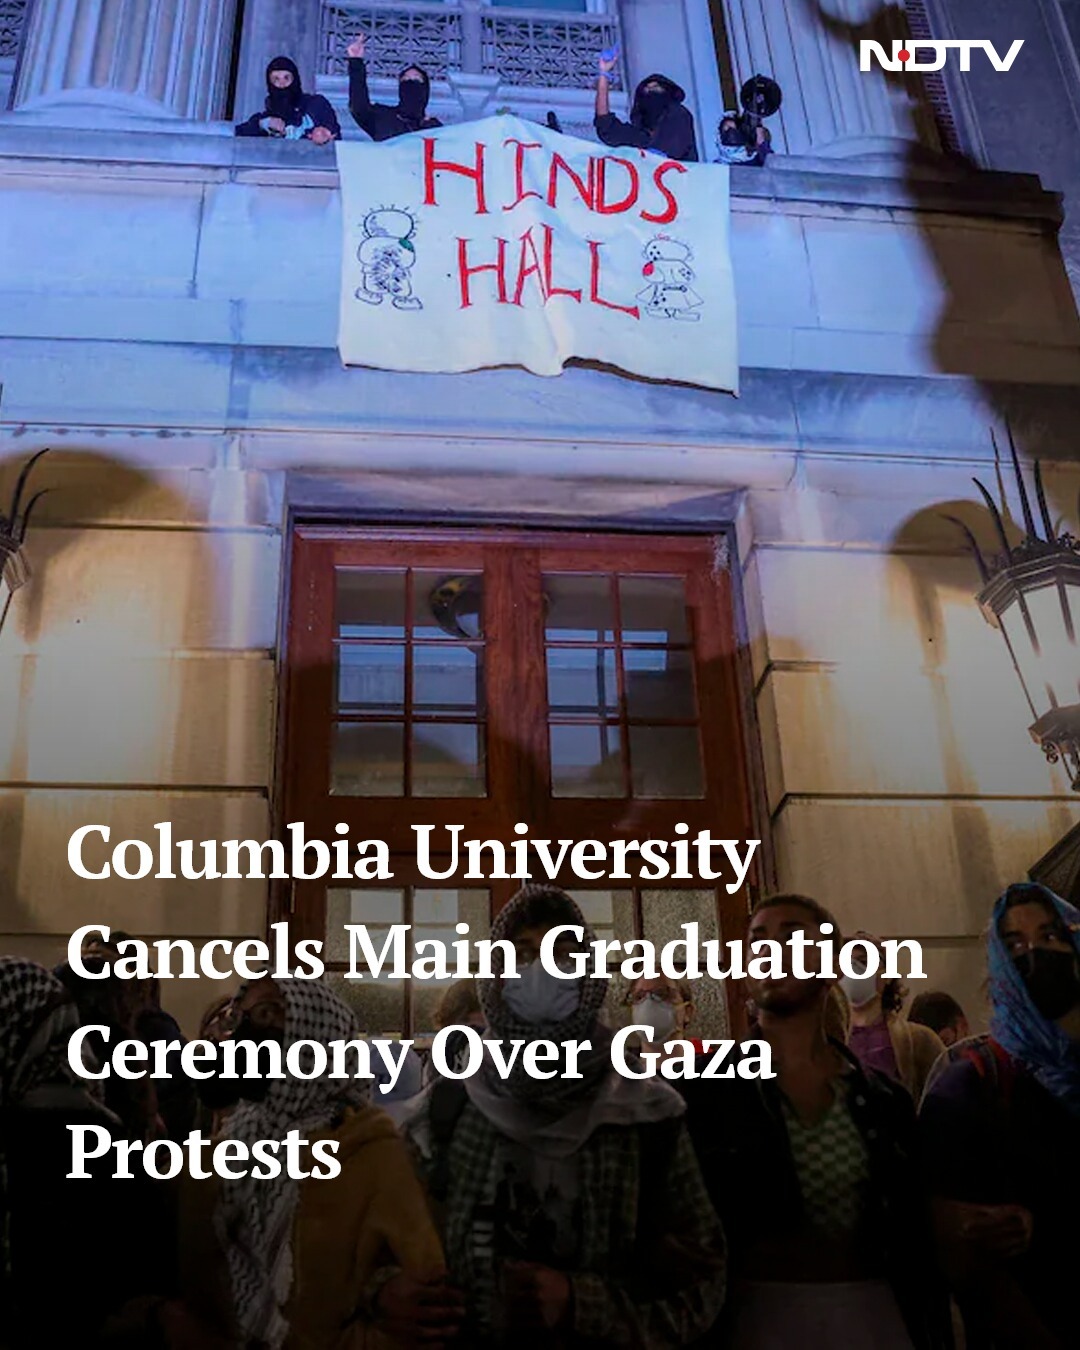 NDTV
HIND'S
HALL
Columbia University
Cancels Main Graduation
Ceremony Over Gaza
Protests